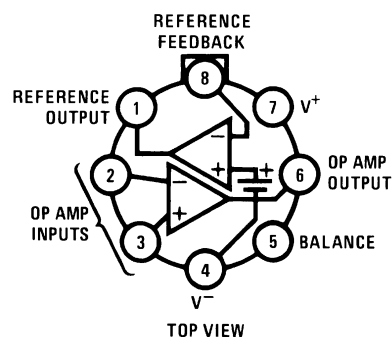 REFERENCE
FEEDBACK
8
REFERENCE
OUTPUT
1
7
V+
−
+
+
2
−
6
OP AMP
OUTPUT
OP AMP
INPUTS
+
3
5
BALANCE
4
V−
TOP VIEW